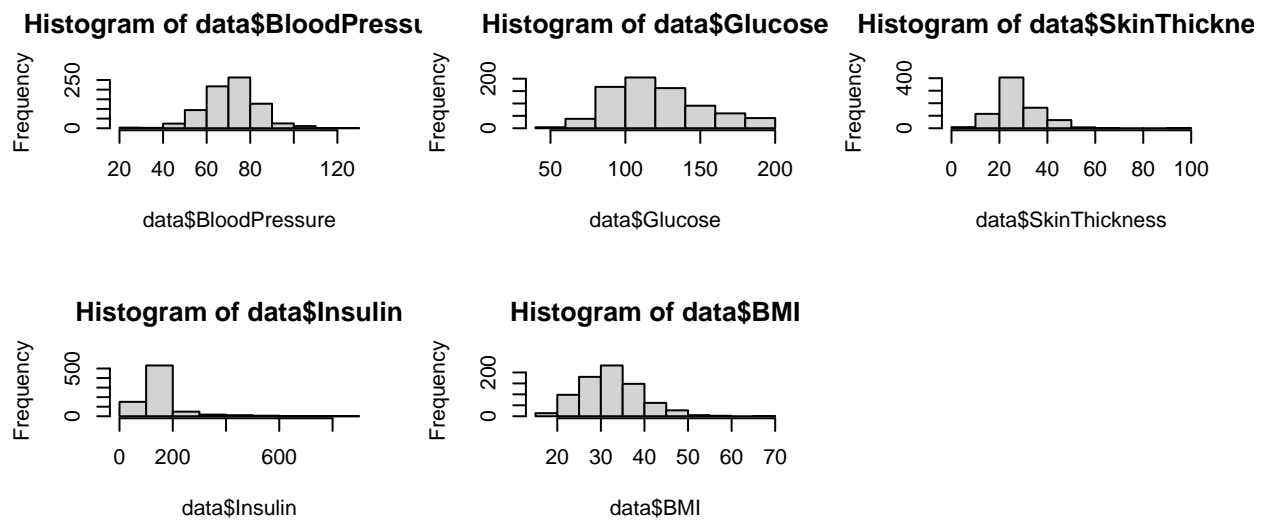 Histogram of data$BloodPressu
Frequency
0 250
20 40 60 80 130
data$BloodPressure
Histogram of data$Glucose
Frequency
0 200
50 100 150 200
data$Glucose
Histogram of data$SkinThickne
Frequency
0 400
0 20 40 60 80 100
data$SkinThickness
Histogram of data$Insulin
Frequency
0 500
0 200 600
data$Insulin
Histogram of data$BMI
Frequency
0 200
20 30 40 50 60 70
data$BMI